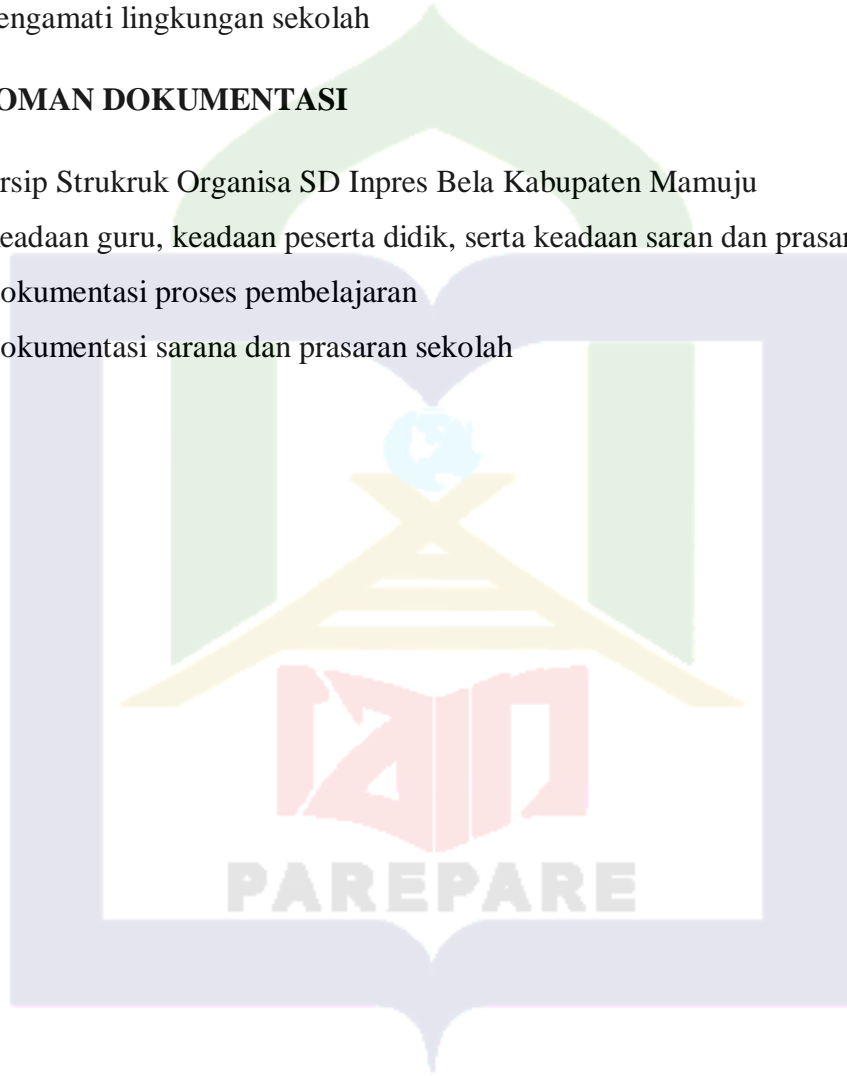 engamati lingkungan sekolah
OMAN DOKUMENTASI
rsip Strukruk Organisa SD Inpres Bela Kabupaten Mamuju
eadaan guru, keadaan peserta didik, serta keadaan saran dan prasar
okumentasi proses pembelajaran
okumentasi sarana dan prasaran sekolah
iain
PAREPARE